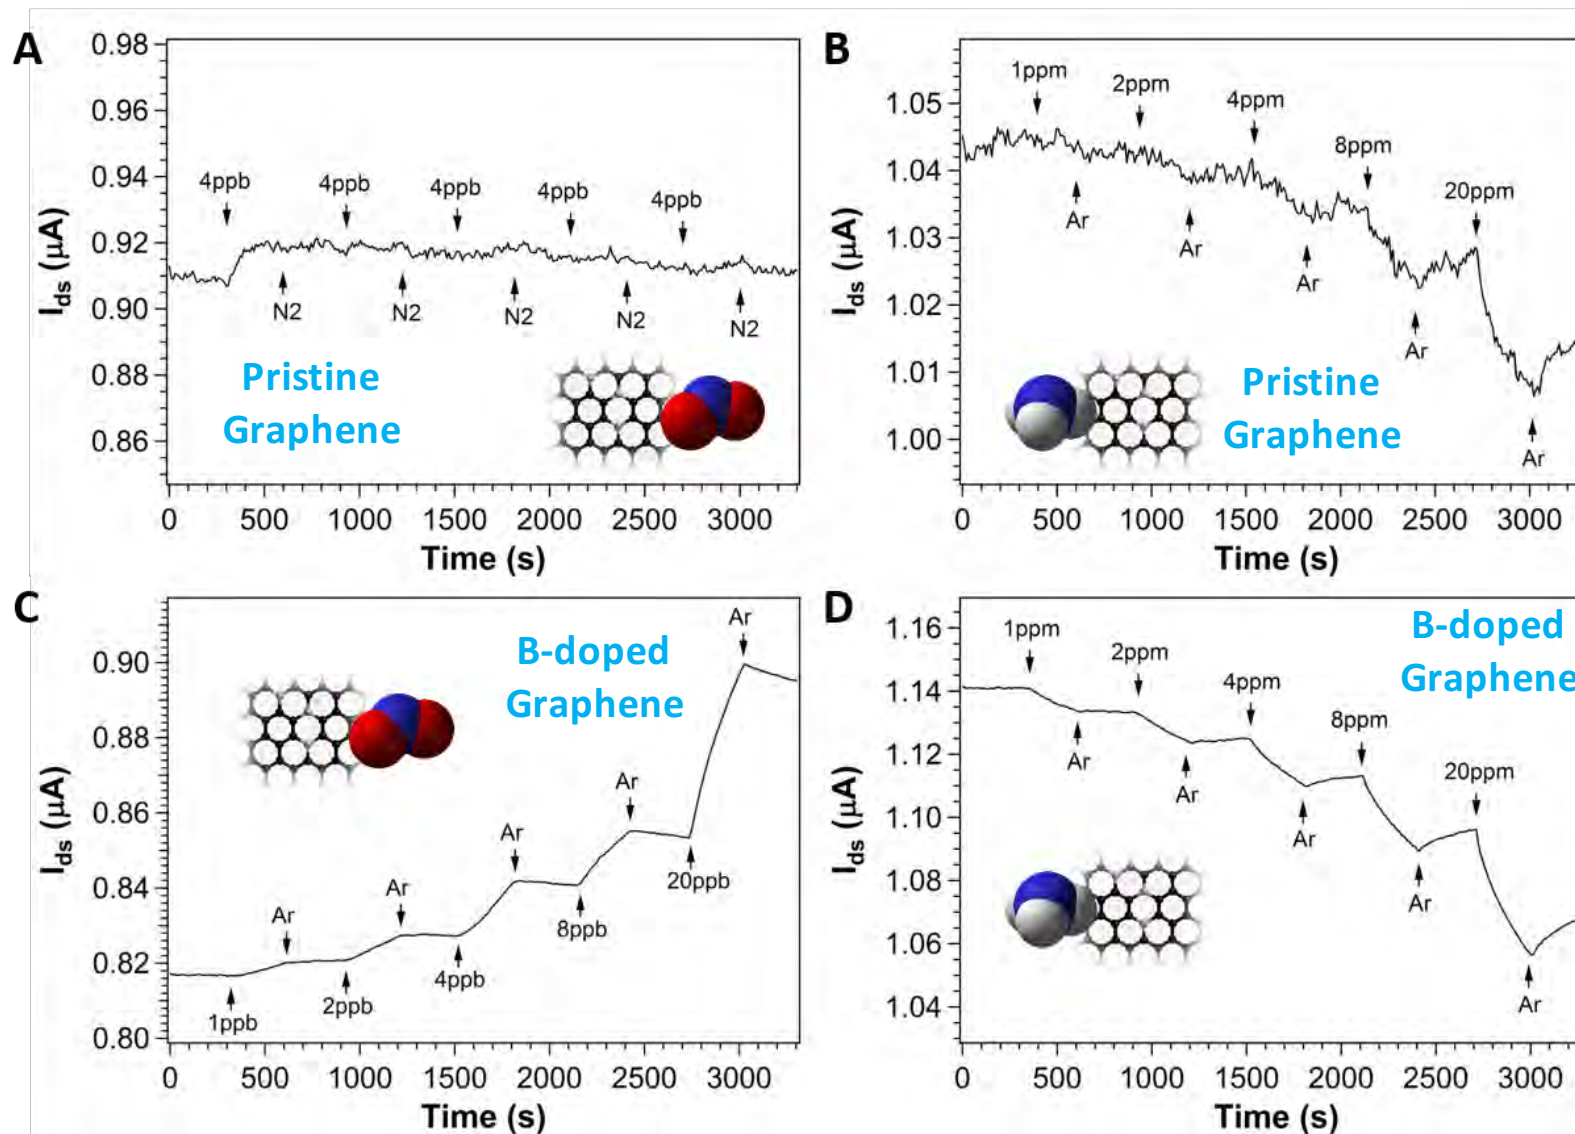 A
0.98
0.96
0.94
0.92
0.90
0.88
0.86
Ids (µA)
4ppb
4ppb
4ppb
4ppb
4ppb
N2
N2
N2
N2
N2
Pristine
Graphene
0
500
1000
1500
2000
2500
3000
Time (s)
B
1.05
1.04
1.03
1.02
1.01
1.00
Ids (µA)
1ppm
2ppm
4ppm
8ppm
20ppm
Ar
Ar
Ar
Ar
Ar
Pristine
Graphene
0
500
1000
1500
2000
2500
3000
Time (s)
C
0.90
0.88
0.86
0.84
0.82
0.80
Ids (µA)
Ar
Ar
Ar
Ar
Ar
1ppb
2ppb
4ppb
8ppb
20ppb
B-doped
Graphene
0
500
1000
1500
2000
2500
3000
Time (s)
D
1.16
1.14
1.12
1.10
1.08
1.06
1.04
Ids (µA)
1ppm
2ppm
4ppm
8ppm
20ppm
Ar
Ar
Ar
Ar
Ar
B-doped
Graphene
0
500
1000
1500
2000
2500
3000
Time (s)